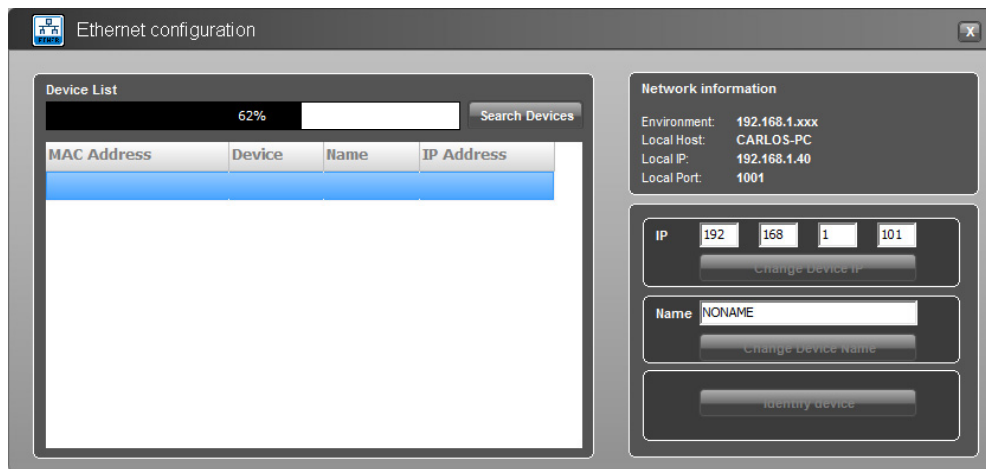 ETHER Ethernet configuration X
Device List
62% Search Devices
MAC Address Device Name IP Address
Network information
Environment: 192.168.1.xxx
Local Host: CARLOS-PC
Local IP: 192.168.1.40
Local Port: 1001
IP 192 168 1 101
Change Device IP
Name NONAME
Change Device Name
Identify device